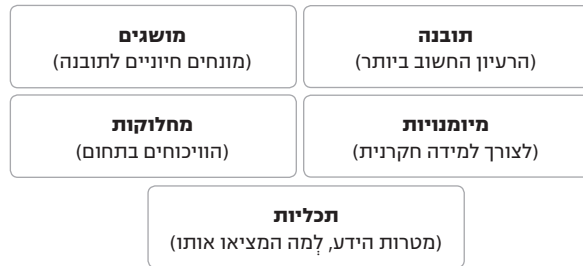 תובנה
(הרעיון החשוב ביותר)
מושגים
(מונחים חיוניים לתובנה)
מיומנויות
(לצורך למידה חקרנית)
מחלוקות
(הוויכוחים בתחום)
תכליות
(מטרות הידע, לְמה המציאו אותו)